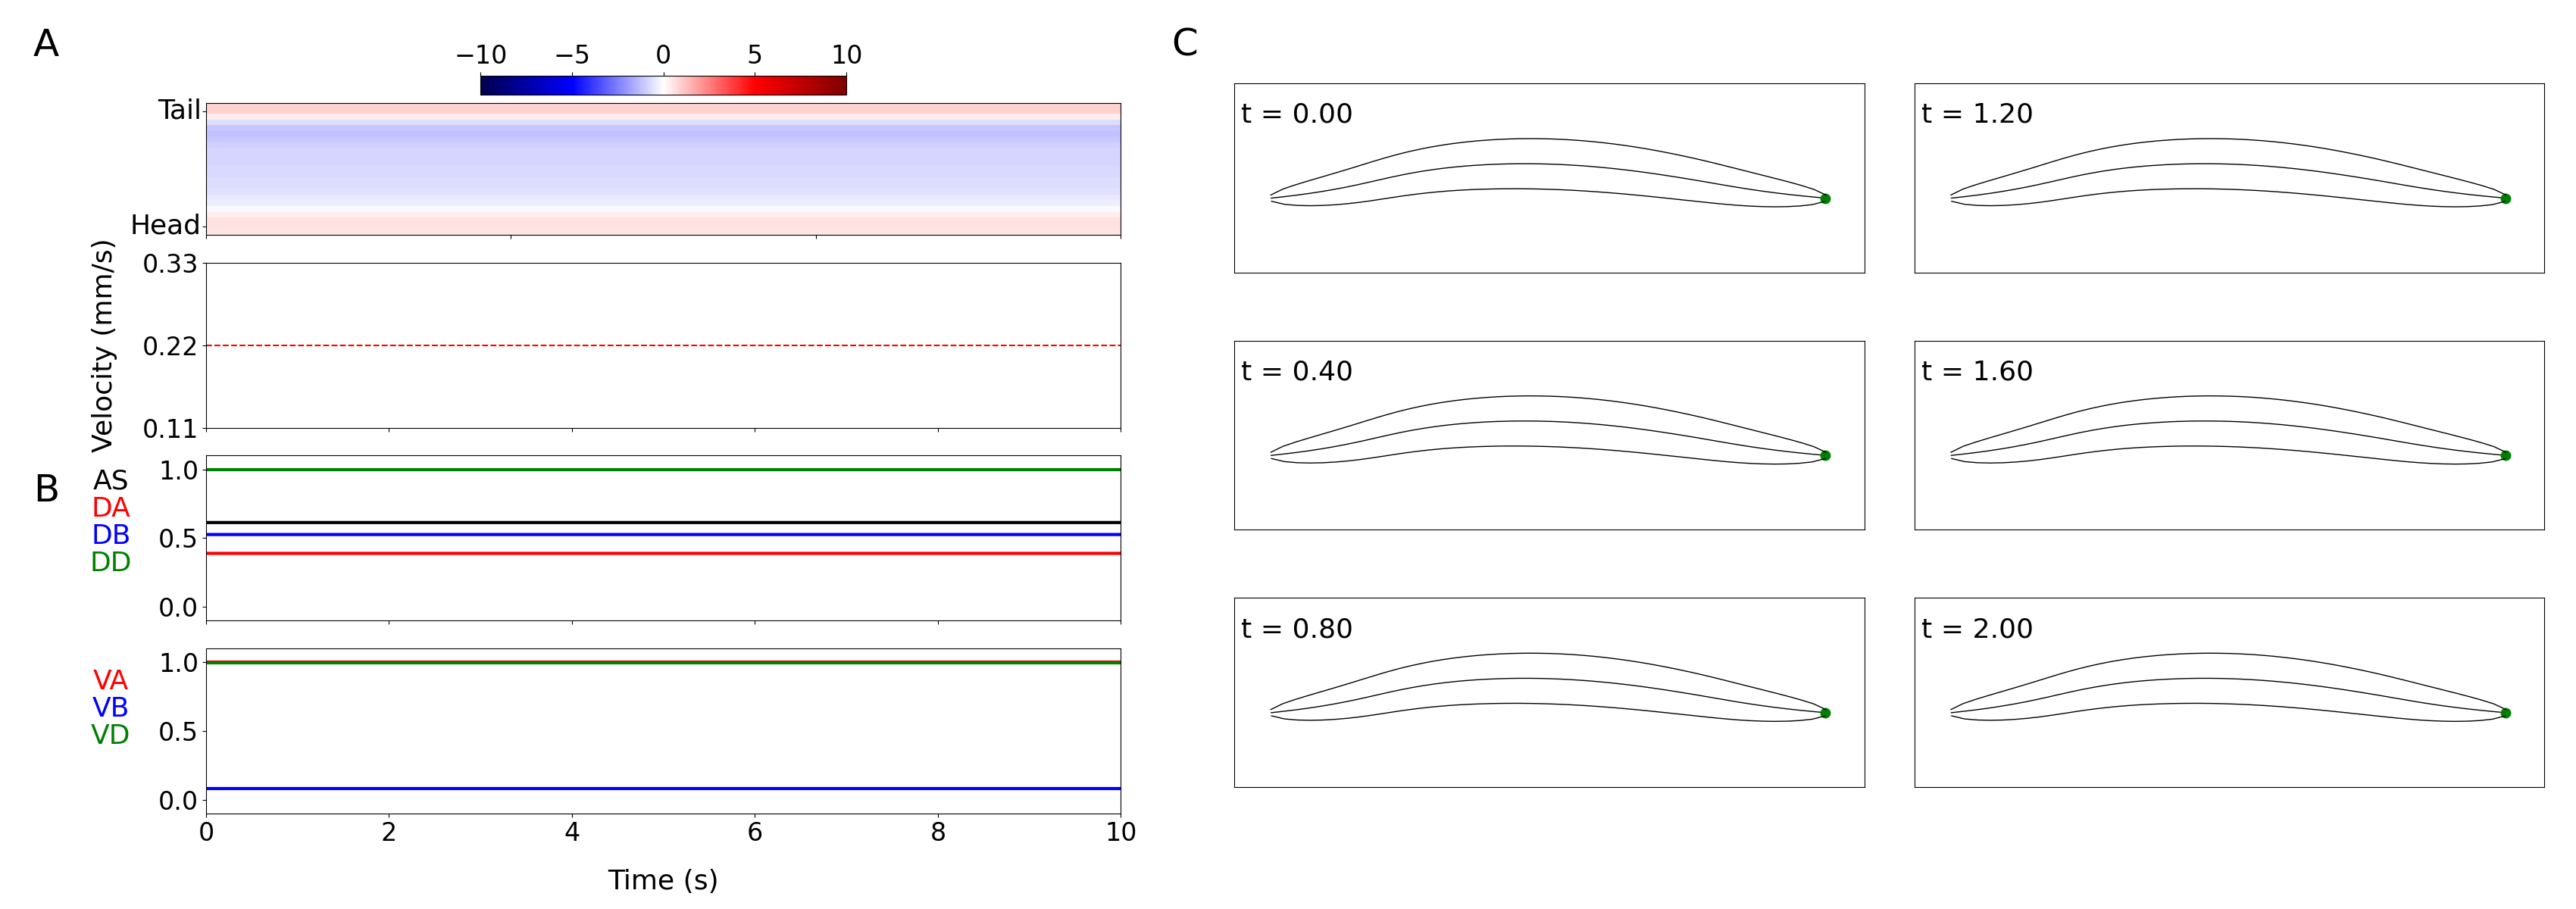 A
−10 −5 0 5 10
Tail
Head
Velocity (mm/s)
0.33
0.22
0.11
B
AS
DA
DB
DD
1.0
0.5
0.0
VA
VB
VD
1.0
0.5
0.0
0 2 4 6 8 10
Time (s)
C
t = 0.00
t = 1.20
t = 0.40
t = 1.60
t = 0.80
t = 2.00